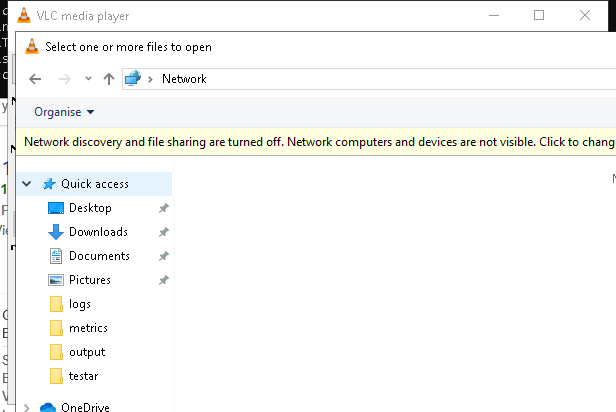 VLC media player
Select one or more files to open
Network
Organise
Network discovery and file sharing are turned off. Network computers and devices are not visible. Click to chang
Quick access
Desktop
Downloads
Documents
Pictures
logs
metrics
output
testar
OneDrive